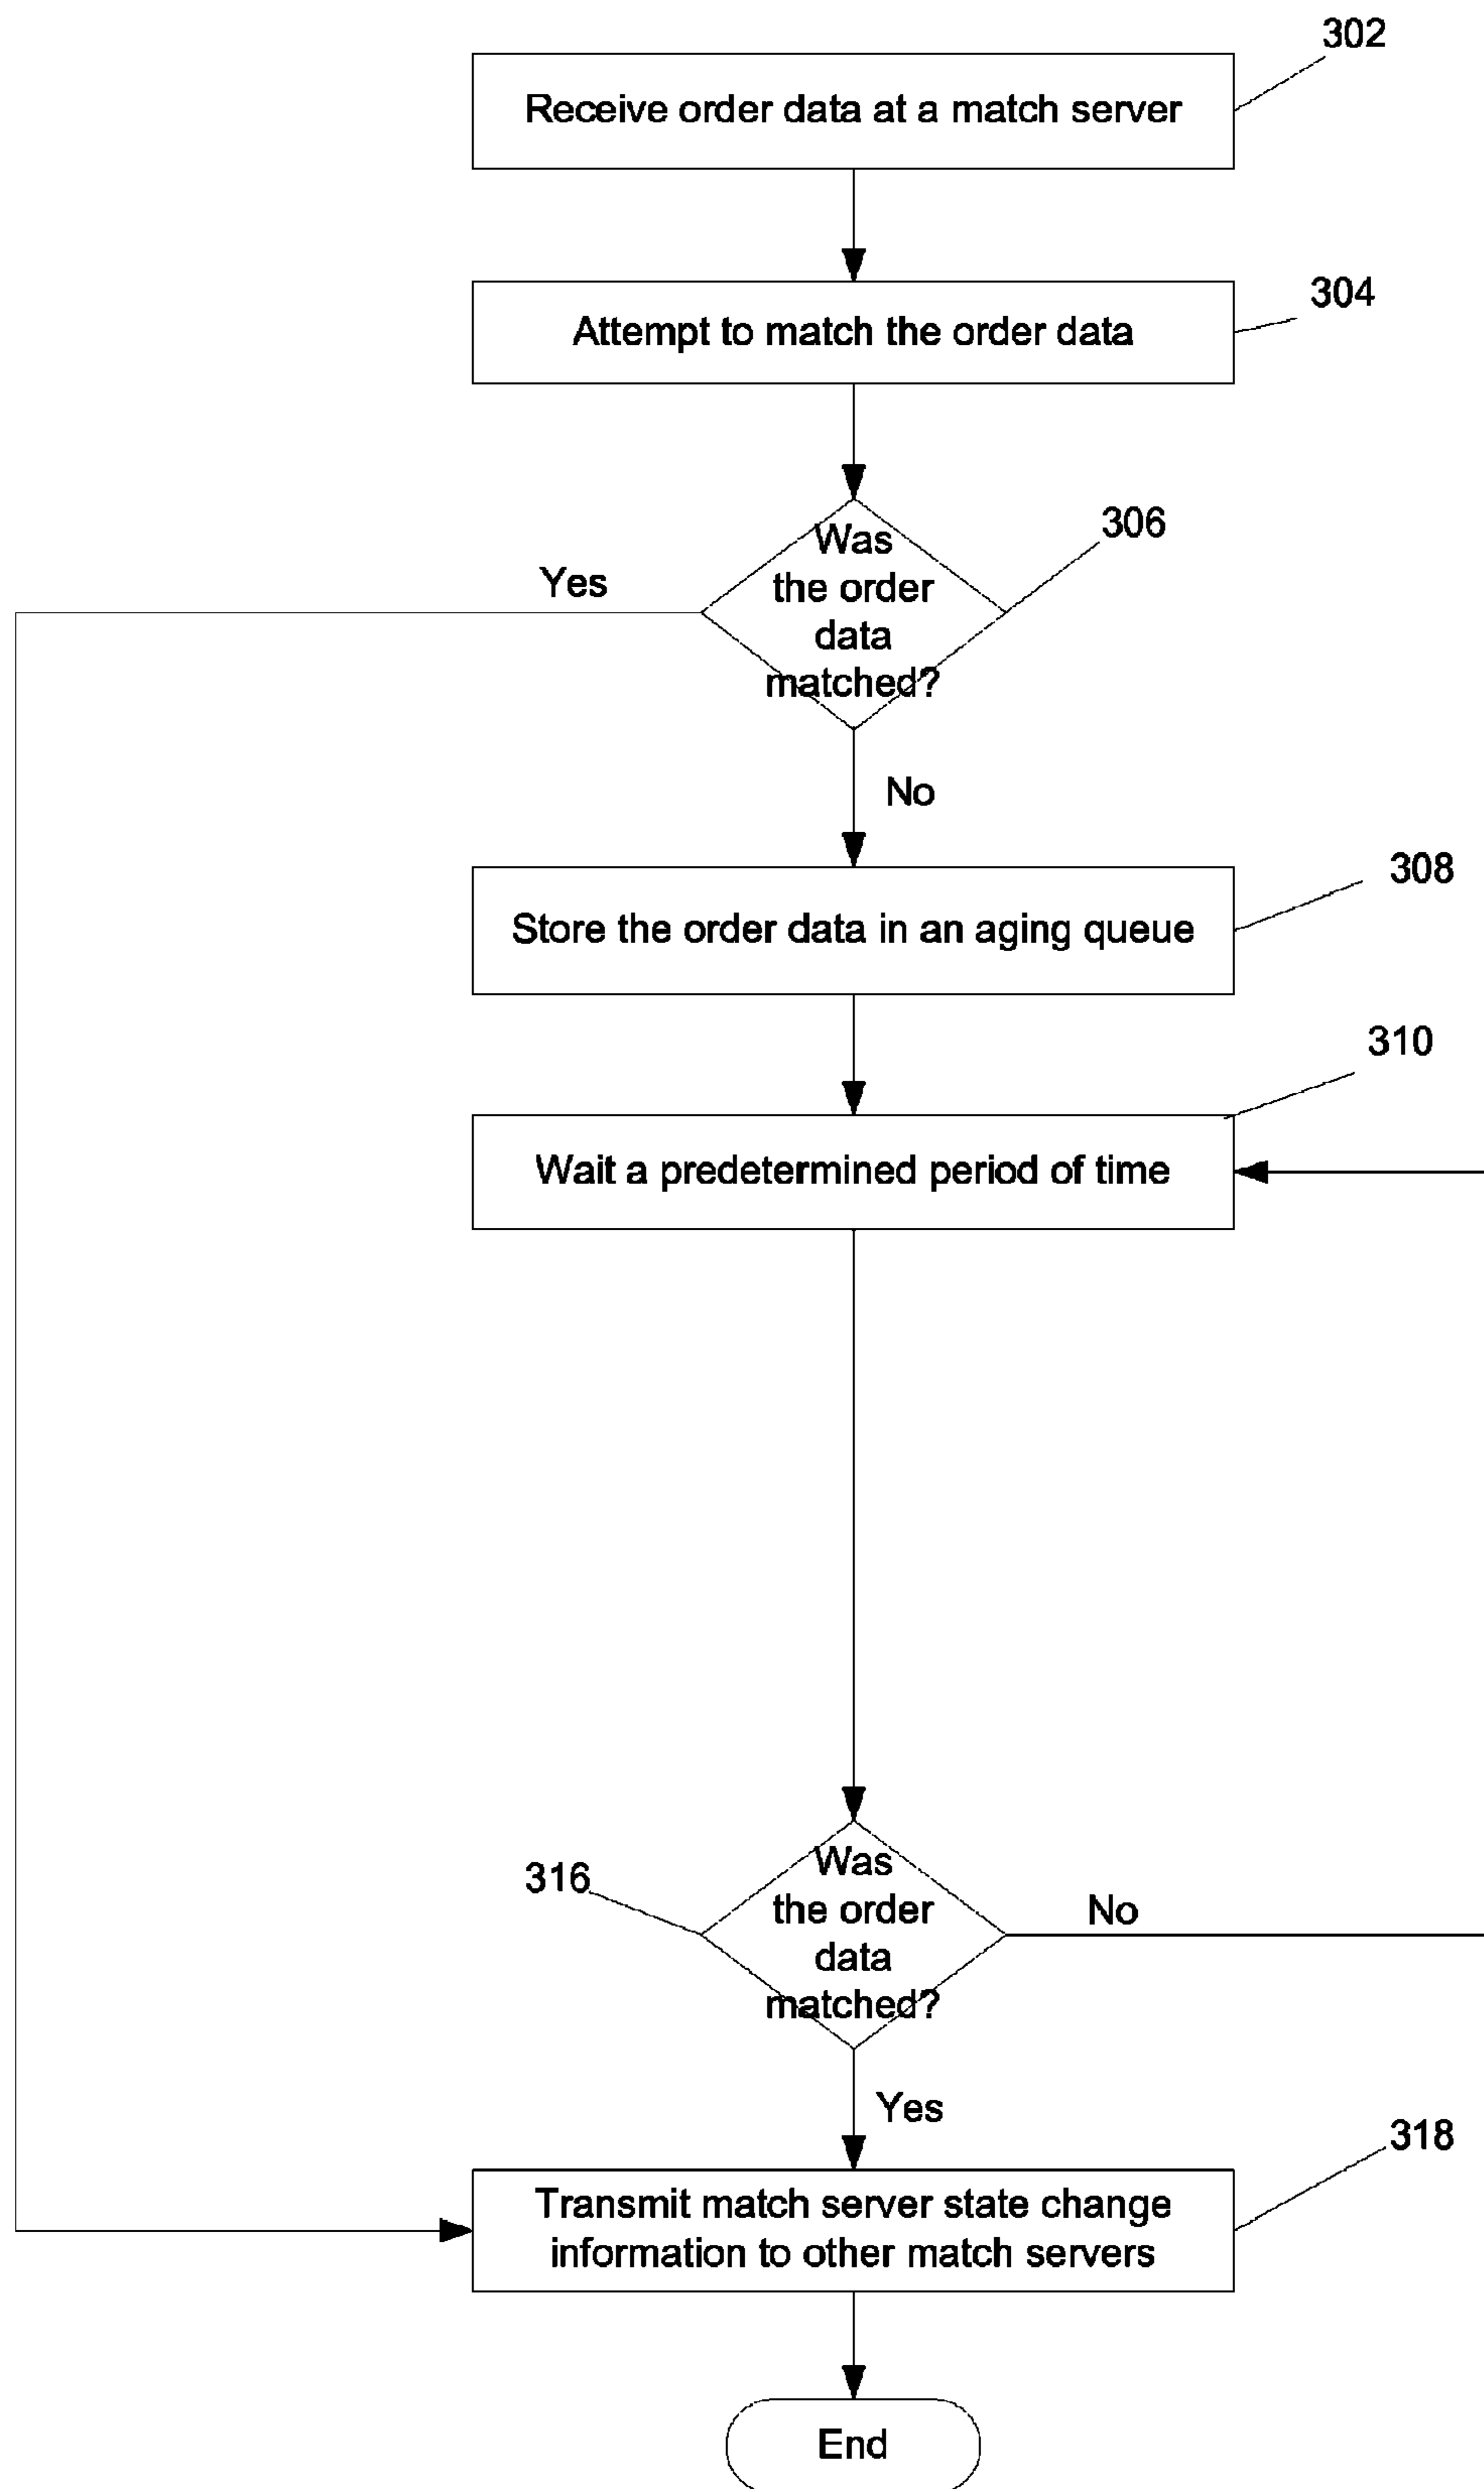 302
Receive order data at a match server
304
Attempt to match the order data
306
Was
the order
data
matched?
Yes
No
308
Store the order data in an aging queue
310
Wait a predetermined period of time
316
Was
the order
data
matched?
No
Yes
318
Transmit match server state change
information to other match servers
End